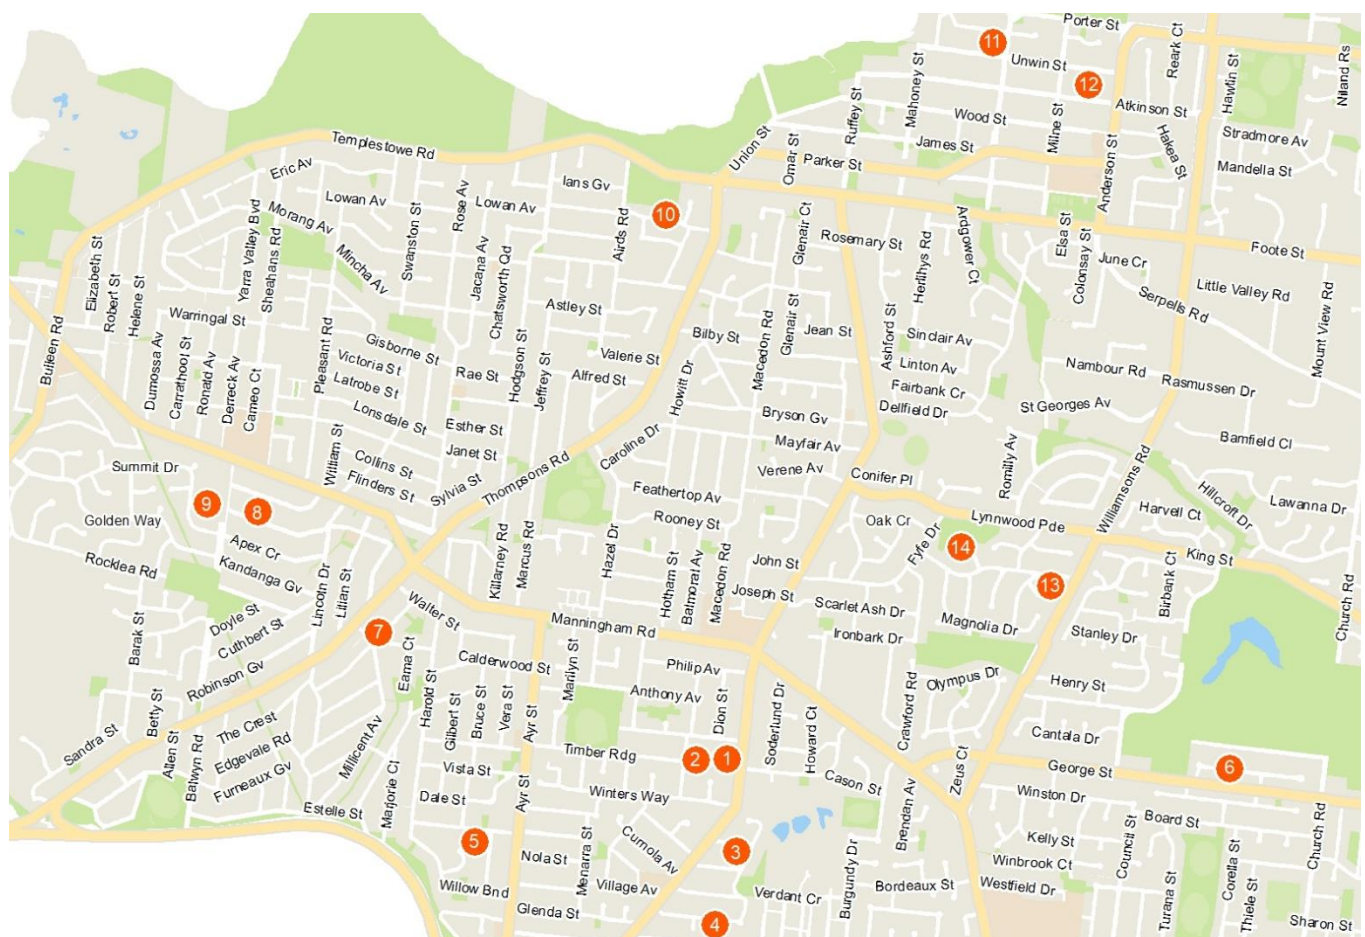 Porter St
11
Reark Ct
Unwin St
12
Hawtin St
Niland Rs
Mahoney St
Ruffey St
Atkinson St
Wood St
Milne St
Hakea St
Stradmore Av
Templestowe Rd
Union St
Omar St
James St
Parker St
Anderson St
Mandella St
Eric Av
Ians Gv
Lowan Av
Rose Av
Lowan Av
Morang Av
Yarra Valley Bvd
Sheahans Rd
Swanston St
10
Airds Rd
Glenair Ct
Ardgower Ct
Elsa St
Rosemary St
Herlihys Rd
Foote St
Elizabeth St
Robert St
Helene St
Mincha Av
Jacana Av
Chatsworth Qd
Colonsay St
June Cr
Serpells Rd
Little Valley Rd
Mount View Rd
Astley St
Warringal St
Bulleen Rd
Pleasant Rd
Gisborne St
Hodgson St
Jeffrey St
Valerie St
Bilby St
Macedon Rd
Glenair St
Jean St
Ashford St
Sinclair Av
Dumossa Av
Carrathool St
Ronald Av
Derreck Av
Cameo Ct
Victoria St
Latrobe St
Rae St
Alfred St
Howitt Dr
Linton Av
Nambour Rd
Rasmussen Dr
Fairbank Cr
Lonsdale St
Esther St
Bryson Gv
Dellfield Dr
St Georges Av
William St
Caroline Dr
Mayfair Av
Bamfield Cl
Janet St
Collins St
Flinders St
Sylvia St
Thompsons Rd
Verene Av
Romilly Av
Summit Dr
Conifer Pl
Williamsons Rd
9
8
Feathertop Av
Hillcroft Dr
Lawanna Dr
Golden Way
Rooney St
Oak Cr
Lynnwood Pde
Harvell Ct
Apex Cr
Killarney Rd
Marcus Rd
Hazel Dr
Fyfe Dr
14
King St
Rocklea Rd
Kandanga Gv
Lincoln Dr
Lillian St
Hotham St
Balmoral Av
Macedon Rd
John St
13
Birbank Ct
Church Rd
Joseph St
Scarlet Ash Dr
Doyle St
Walter St
Manningham Rd
Magnolia Dr
Stanley Dr
Barak St
Cuthbert St
7
Ironbark Dr
Calderwood St
Marilyn St
Philip Av
Robinson Gv
Eama Ct
Harold St
Olympus Dr
Henry St
Betty St
Gilbert St
Bruce St
Vera St
Ayr St
Anthony Av
Dion St
Soderlund Dr
Howard Ct
Crawford Rd
Sandra St
The Crest
Cantala Dr
Allen St
Balwyn Rd
Edgevale Rd
Millicent Av
Timber Rdg
2
1
Zeus Ct
George St
6
Furneaux Gv
Marjorie Ct
Vista St
Cason St
Brendan Av
Estelle St
Dale St
Ayr St
Winters Way
Winston Dr
Board St
Council St
Church Rd
5
Nola St
Menarra St
Cumola Av
3
Burgundy Dr
Kelly St
Winbrook Ct
Corella St
Willow Bnd
Village Av
Verdant Cr
Bordeaux St
Westfield Dr
Turana St
Thiele St
Glenda St
4
Sharon St